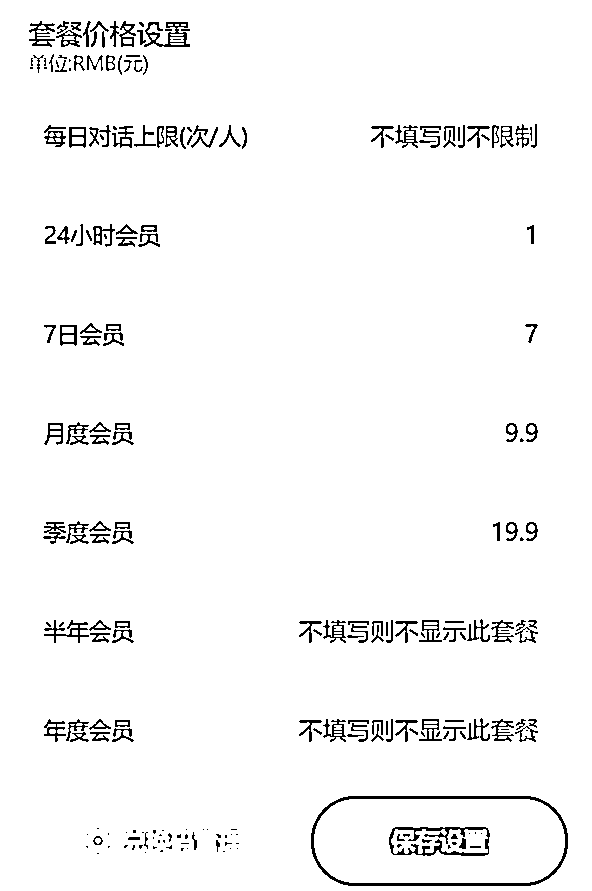 套餐价格设置
单位:RMB(元)
每日对话上限(次/人) 不填写则不限制
24小时会员 1
7日会员 7
月度会员 9.9
季度会员 19.9
半年会员 不填写则不显示此套餐
年度会员 不填写则不显示此套餐
保存设置